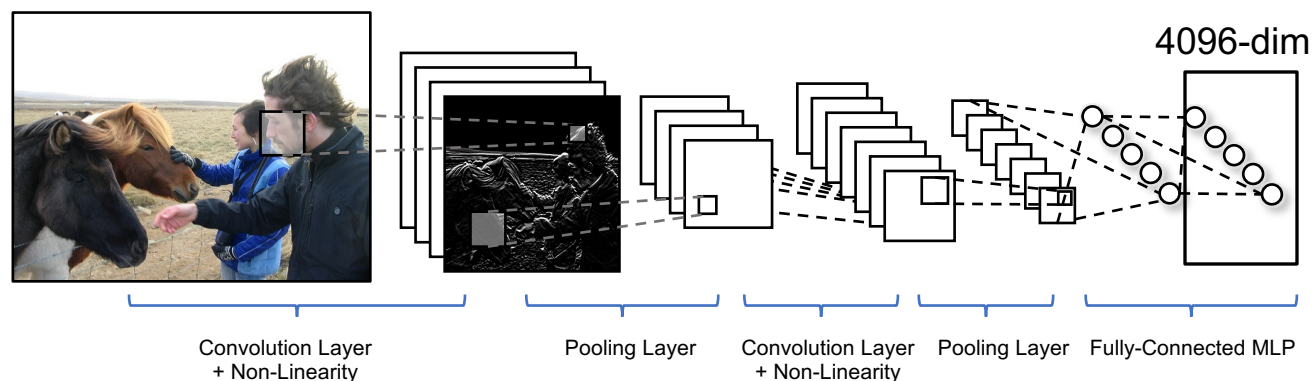 4096-dim
Convolution Layer
+ Non-Linearity
Pooling Layer
Convolution Layer
+ Non-Linearity
Pooling Layer
Fully-Connected MLP